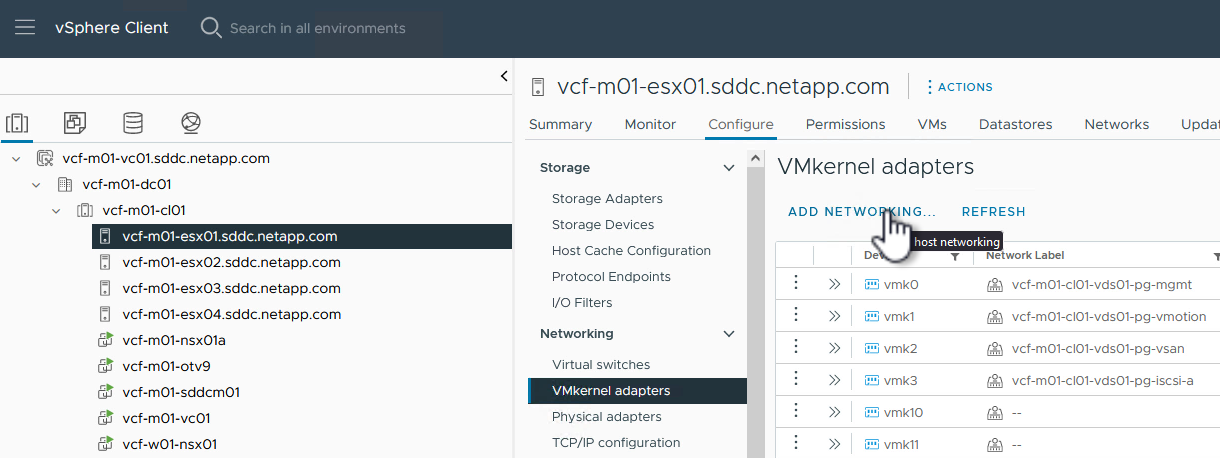 vSphere Client
Search in all environments
vcf-m01-vc01.sddc.netapp.com
vcf-m01-dc01
vcf-m01-cl01
vcf-m01-esx01.sddc.netapp.com
vcf-m01-esx02.sddc.netapp.com
vcf-m01-esx03.sddc.netapp.com
vcf-m01-esx04.sddc.netapp.com
vcf-m01-nsx01a
vcf-m01-otv9
vcf-m01-sddcm01
vcf-m01-vc01
vcf-w01-nsx01
vcf-m01-esx01.sddc.netapp.com
ACTIONS
Summary Monitor Configure Permissions VMs Datastores Networks Upda
Storage
Storage Adapters
Storage Devices
Host Cache Configuration
Protocol Endpoints
I/O Filters
Networking
Virtual switches
VMkernel adapters
Physical adapters
TCP/IP configuration
VMkernel adapters
ADD NETWORKING... REFRESH
host networking
Network Label
vmk0 vcf-m01-cl01-vds01-pg-mgmt
vmk1 vcf-m01-cl01-vds01-pg-vmotion
vmk2 vcf-m01-cl01-vds01-pg-vsan
vmk3 vcf-m01-cl01-vds01-pg-iscsi-a
vmk10 --
vmk11 --